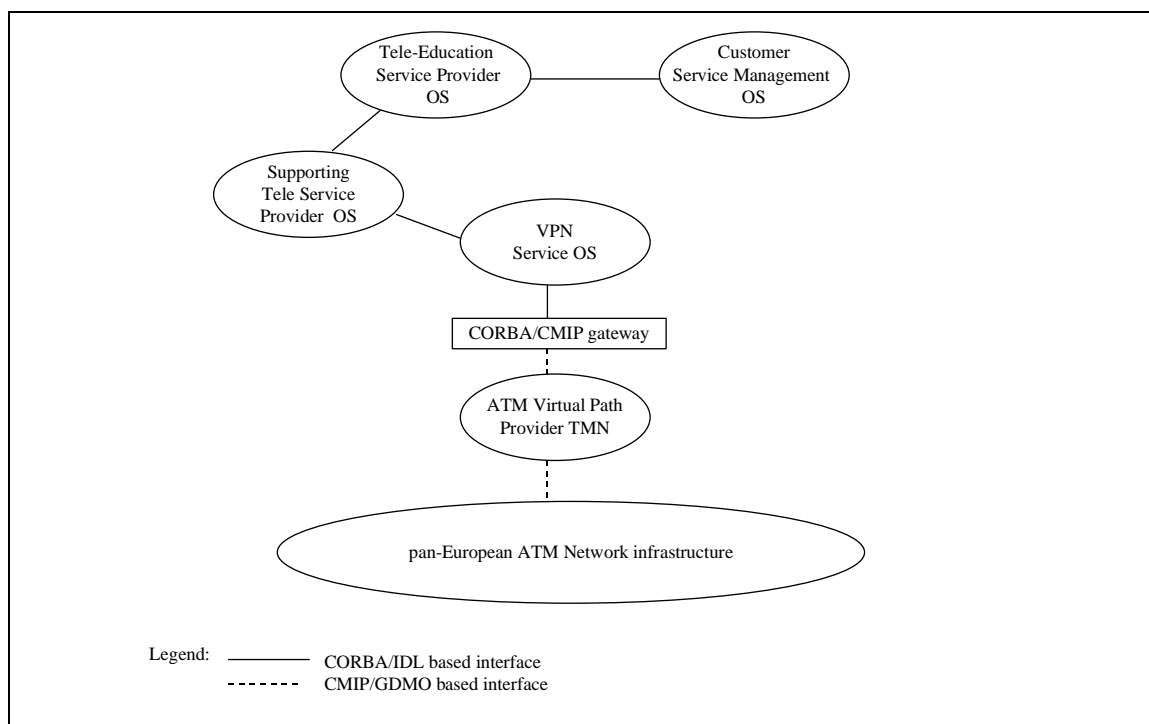 Tele-Education
Service Provider
OS
Customer
Service Management
OS
Supporting
Tele Service
Provider OS
VPN
Service OS
CORBA/CMIP gateway
ATM Virtual Path
Provider TMN
pan-European ATM Network infrastructure
Legend:
CORBA/IDL based interface
CMIP/GDMO based interface